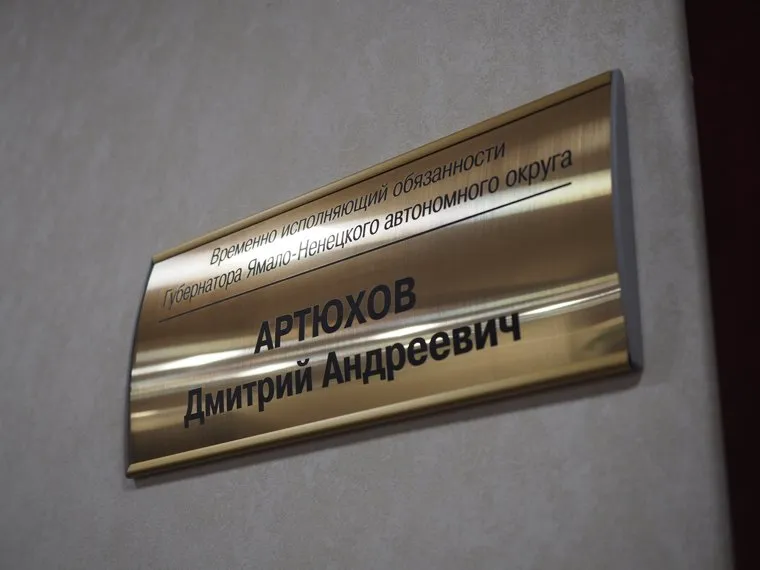 Временно исполняющий обязанности
Губернатора Ямало-Ненецкого автономного округа
АРТЮХОВ
Дмитрий Андреевич